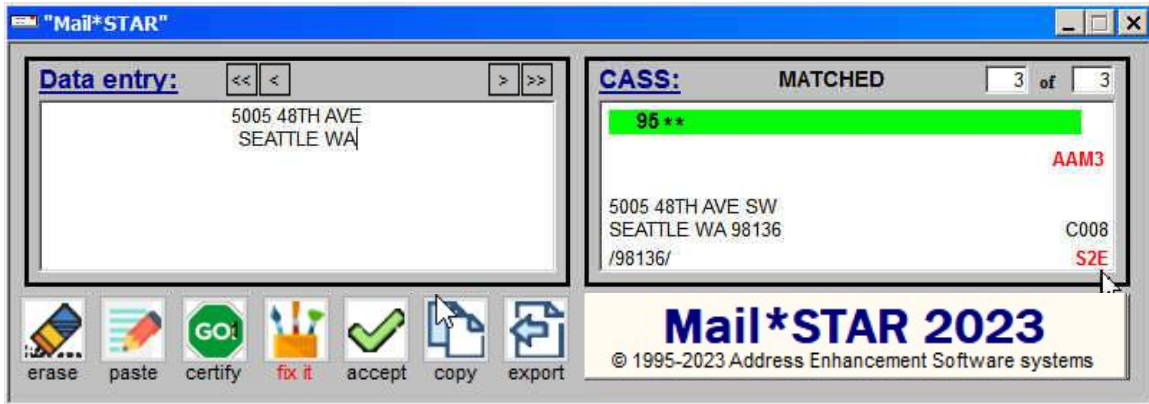 "Mail*STAR"
Data entry: << < > >>
5005 48TH AVE
SEATTLE WA
CASS: MATCHED 3 of 3
95**
AAM3
5005 48TH AVE SW
SEATTLE WA 98136 C008
/98136/ S2E
GO!
erase paste certify fix it accept copy export
Mail*STAR 2023
© 1995-2023 Address Enhancement Software systems